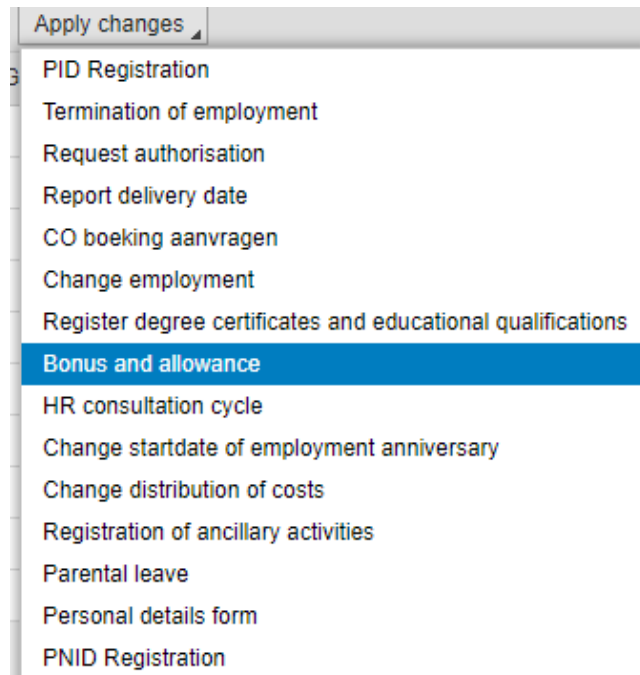 Apply changes
PID Registration
Termination of employment
Request authorisation
Report delivery date
CO boeking aanvragen
Change employment
Register degree certificates and educational qualifications
Bonus and allowance
HR consultation cycle
Change startdate of employment anniversary
Change distribution of costs
Registration of ancillary activities
Parental leave
Personal details form
PNID Registration